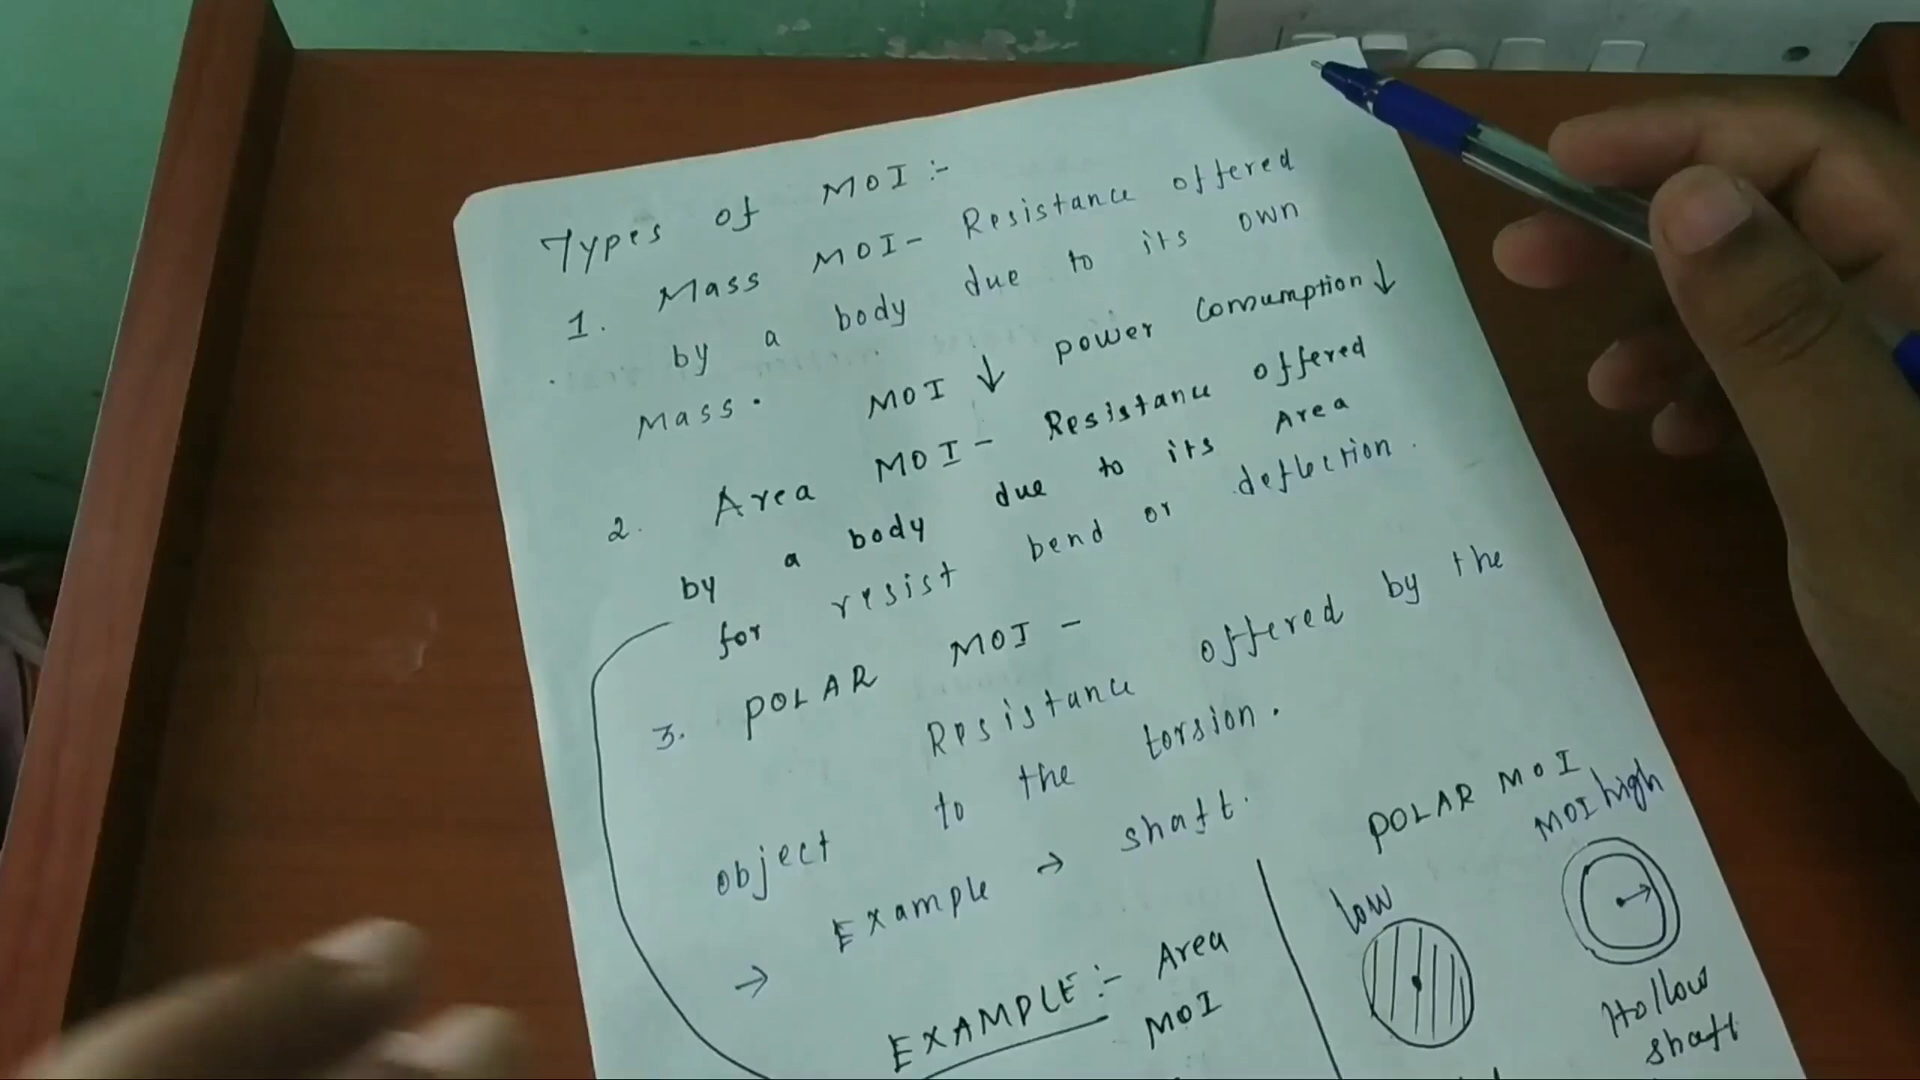 Types of MOI :-
1. Mass MOI - Resistance offered
by a body due to its own
Mass. MOI ↓ power Consumption ↓
2. Area MOI - Resistance offered
by a body due to its Area
for resist bend or deflection.
3. POLAR MOI -
Resistance offered by the
object to the torsion.
→ Example → shaft.
EXAMPLE :- Area
MOI
POLAR MOI
MOI high
low
Hollow
shaft